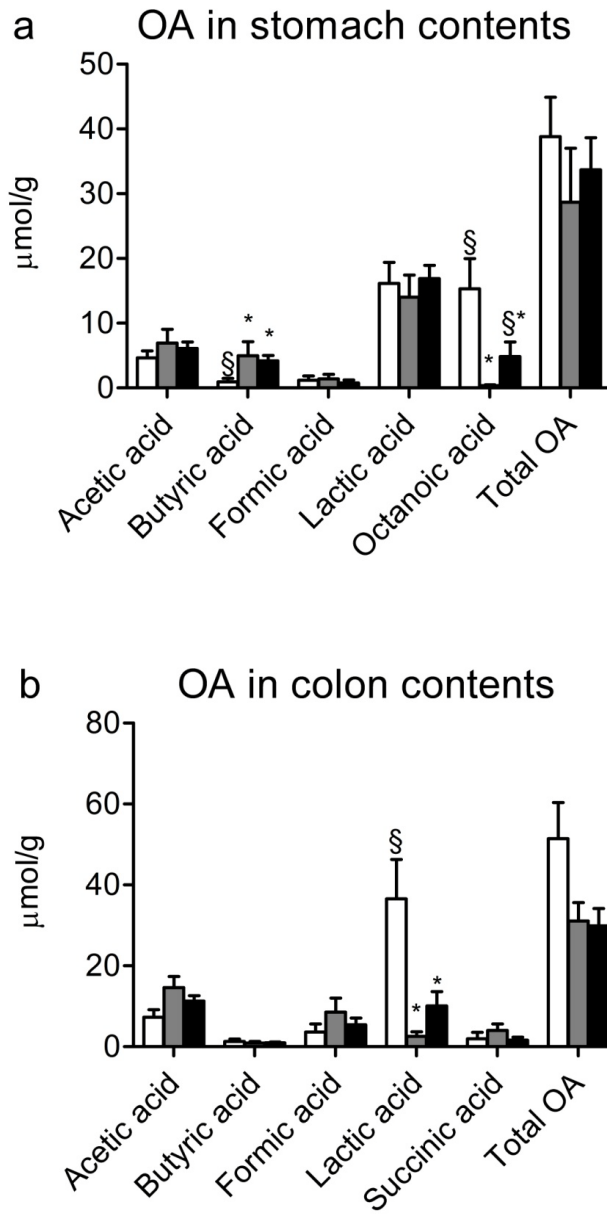 a OA in stomach contents
50
40
30
20
10
0
µmol/g
§
*
*
§
*
§*
Acetic acid
Butyric acid
Formic acid
Lactic acid
Octanoic acid
Total OA
b OA in colon contents
80
60
40
20
0
µmol/g
§
*
*
Acetic acid
Butyric acid
Formic acid
Lactic acid
Succinic acid
Total OA